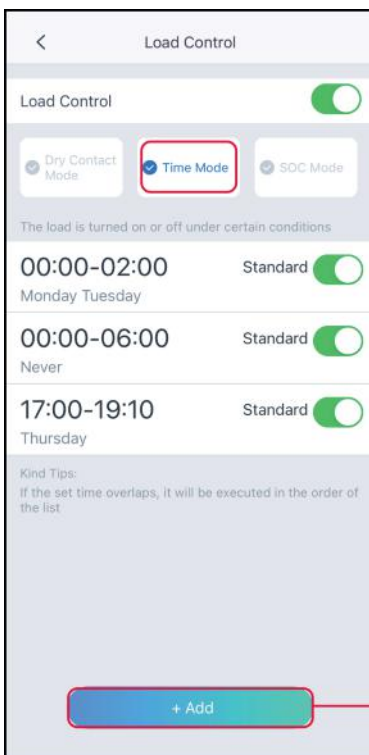 Load Control
Load Control
Dry Contact
Mode
Time Mode
SOC Mode
The load is turned on or off under certain conditions
00:00-02:00 Standard
Monday Tuesday
00:00-06:00 Standard
Never
17:00-19:10 Standard
Thursday
Kind Tips:
If the set time overlaps, it will be executed in the order of
the list
+ Add